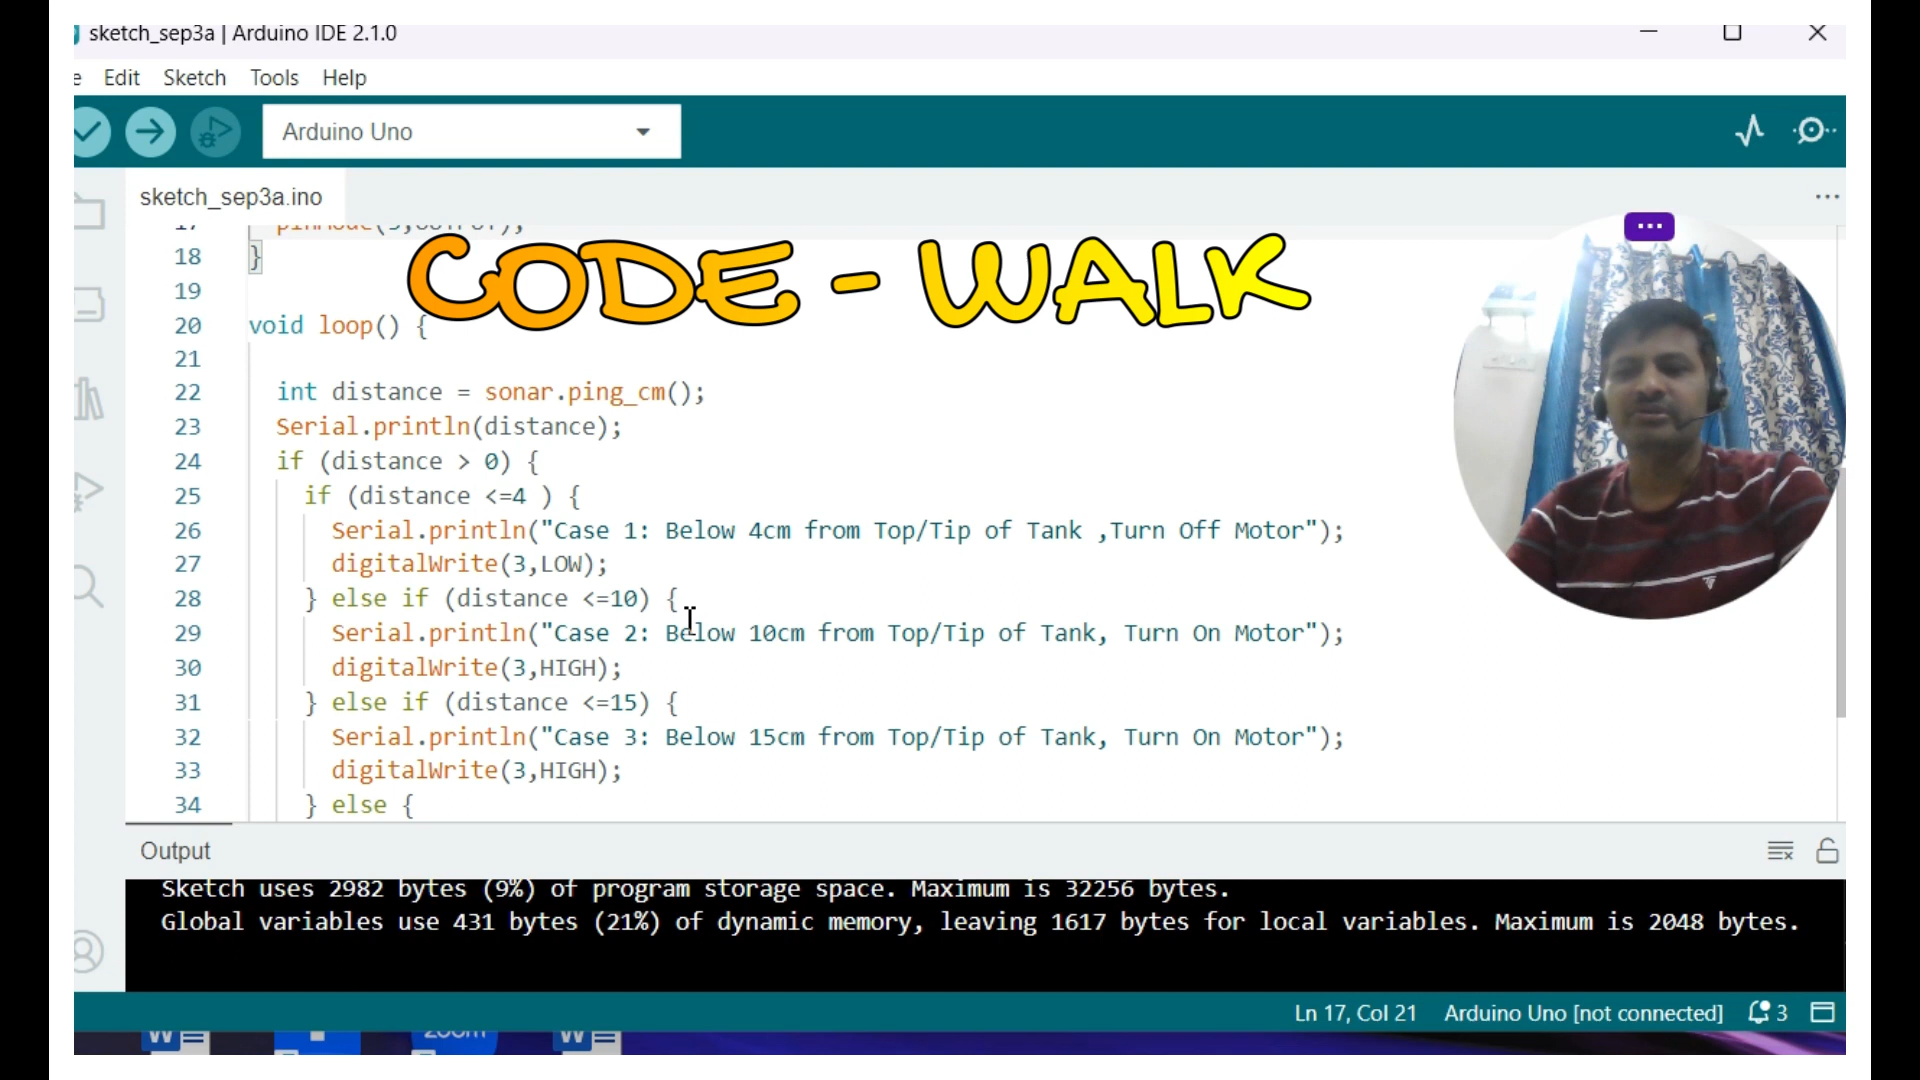 sketch_sep3a | Arduino IDE 2.1.0
e Edit Sketch Tools Help
Arduino Uno
sketch_sep3a.ino
17 pinMode(3,OUTPUT);
CODE - WALK
18 }
19
20 void loop() {
21
22 int distance = sonar.ping_cm();
23 Serial.println(distance);
24 if (distance > 0) {
25 if (distance <=4 ) {
26 Serial.println("Case 1: Below 4cm from Top/Tip of Tank ,Turn Off Motor");
27 digitalWrite(3,LOW);
28 } else if (distance <=10) {
29 Serial.println("Case 2: Below 10cm from Top/Tip of Tank, Turn On Motor");
30 digitalWrite(3,HIGH);
31 } else if (distance <=15) {
32 Serial.println("Case 3: Below 15cm from Top/Tip of Tank, Turn On Motor");
33 digitalWrite(3,HIGH);
34 } else {
Output
Sketch uses 2982 bytes (9%) of program storage space. Maximum is 32256 bytes.
Global variables use 431 bytes (21%) of dynamic memory, leaving 1617 bytes for local variables. Maximum is 2048 bytes.
Ln 17, Col 21 Arduino Uno [not connected] 3
W zoom W